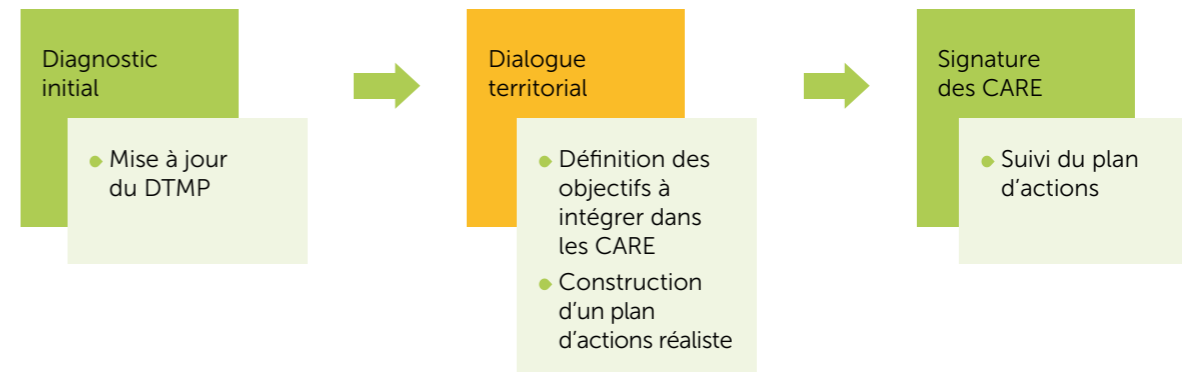 Diagnostic
initial
Mise à jour
du DTMP
Dialogue
territorial
Définition des
objectifs à
intégrer dans
les CARE
Construction
d’un plan
d’actions réaliste
Signature
des CARE
Suivi du plan
d’actions